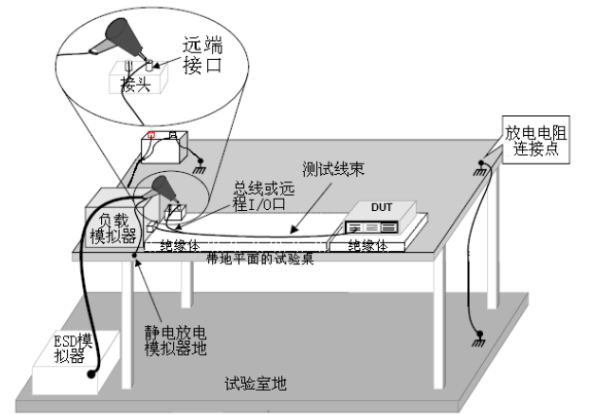 远端
接口
接头
放电电阻
连接点
测试线束
总线或远
程I/O口
DUT
负载
模拟器
绝缘体
绝缘体
带地平面的试验桌
静电放电
模拟器地
ESD模
拟器
试验室地